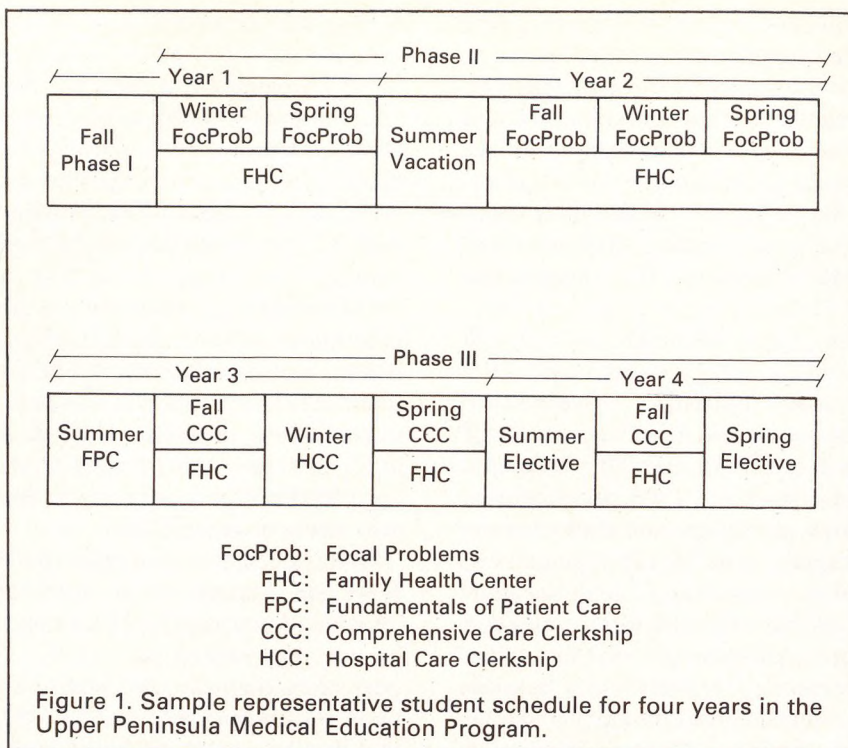 Phase II
Year 1 Year 2
Fall
Phase I
Winter
FocProb
Spring
FocProb
FHC
Summer
Vacation
Fall
FocProb
Winter
FocProb
Spring
FocProb
FHC
Phase III
Year 3 Year 4
Summer
FPC
Fall
CCC
FHC
Winter
HCC
Spring
CCC
FHC
Summer
Elective
Fall
CCC
FHC
Spring
Elective
FocProb: Focal Problems
FHC: Family Health Center
FPC: Fundamentals of Patient Care
CCC: Comprehensive Care Clerkship
HCC: Hospital Care Clerkship
Figure 1. Sample representative student schedule for four years in the
Upper Peninsula Medical Education Program.